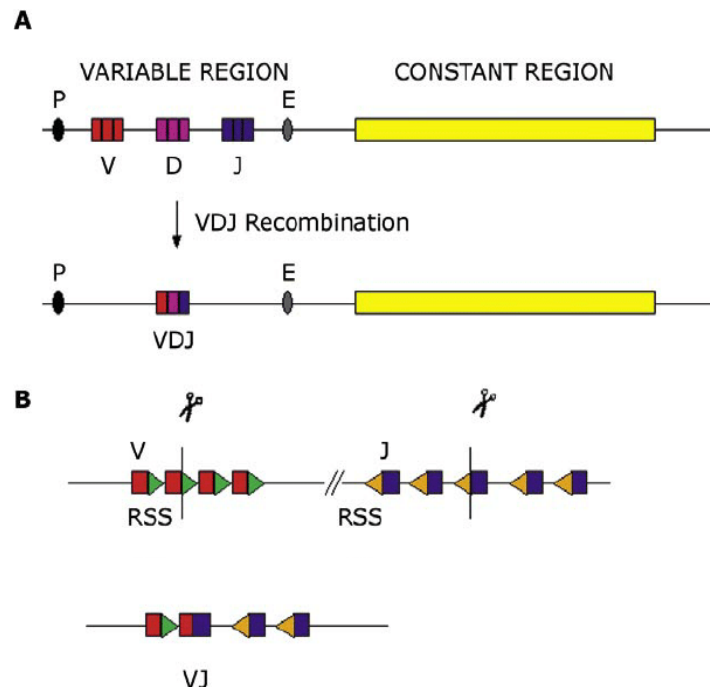 A
VARIABLE REGION CONSTANT REGION
P E
V D J
VDJ Recombination
P E
VDJ
B
V J
RSS RSS
VJ